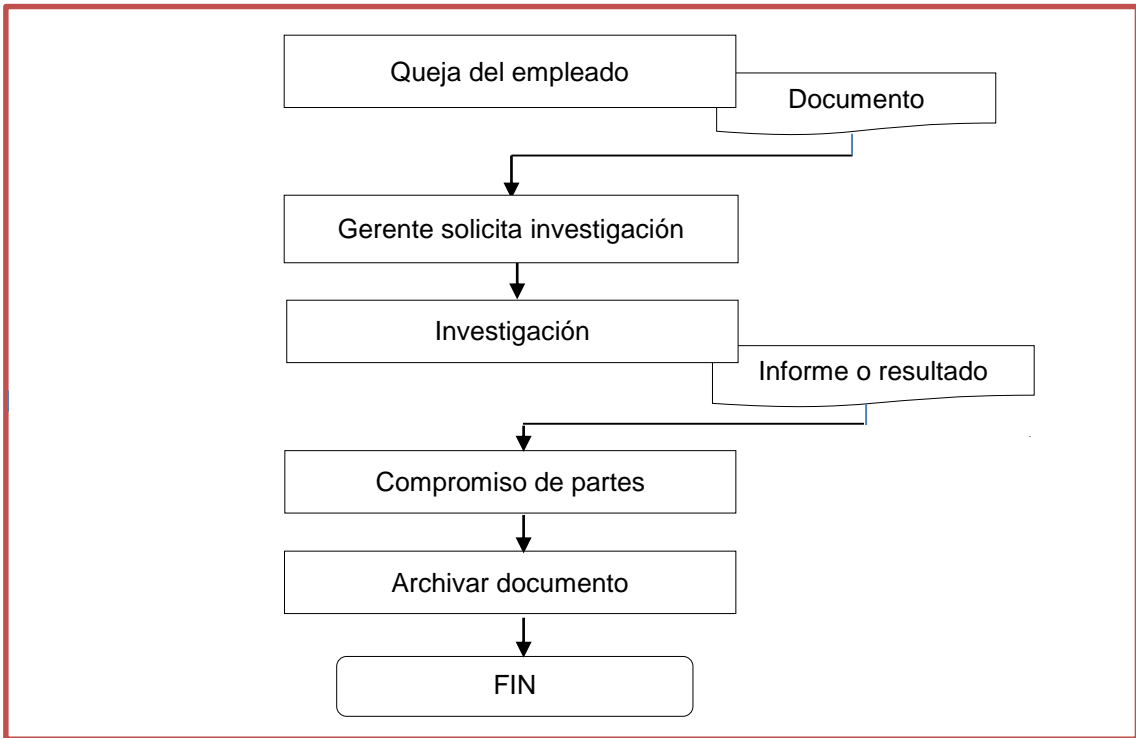 Queja del empleado
Documento
Gerente solicita investigación
Investigación
Informe o resultado
Compromiso de partes
Archivar documento
FIN